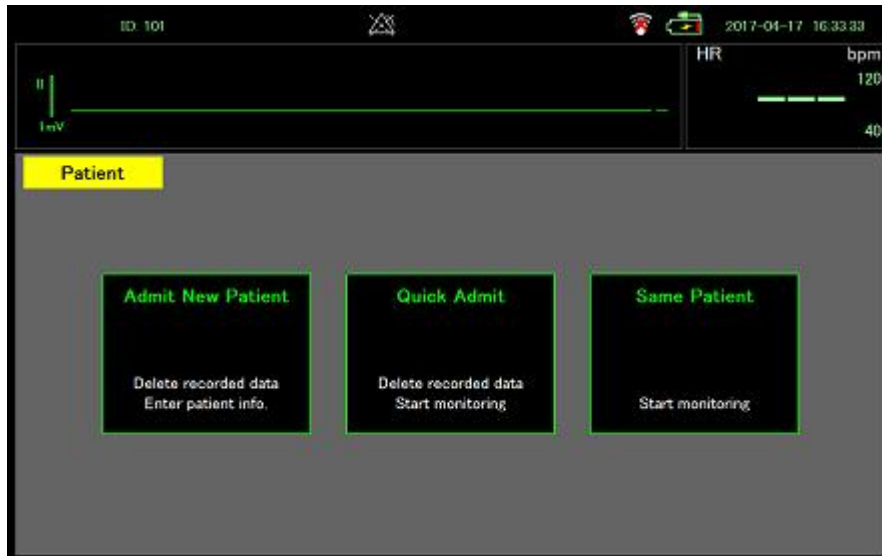 ID: 101
2017-04-17 16:33:33
HR bpm
120
II
1mV
40
Patient
Admit New Patient
Delete recorded data
Enter patient info.
Quick Admit
Delete recorded data
Start monitoring
Same Patient
Start monitoring